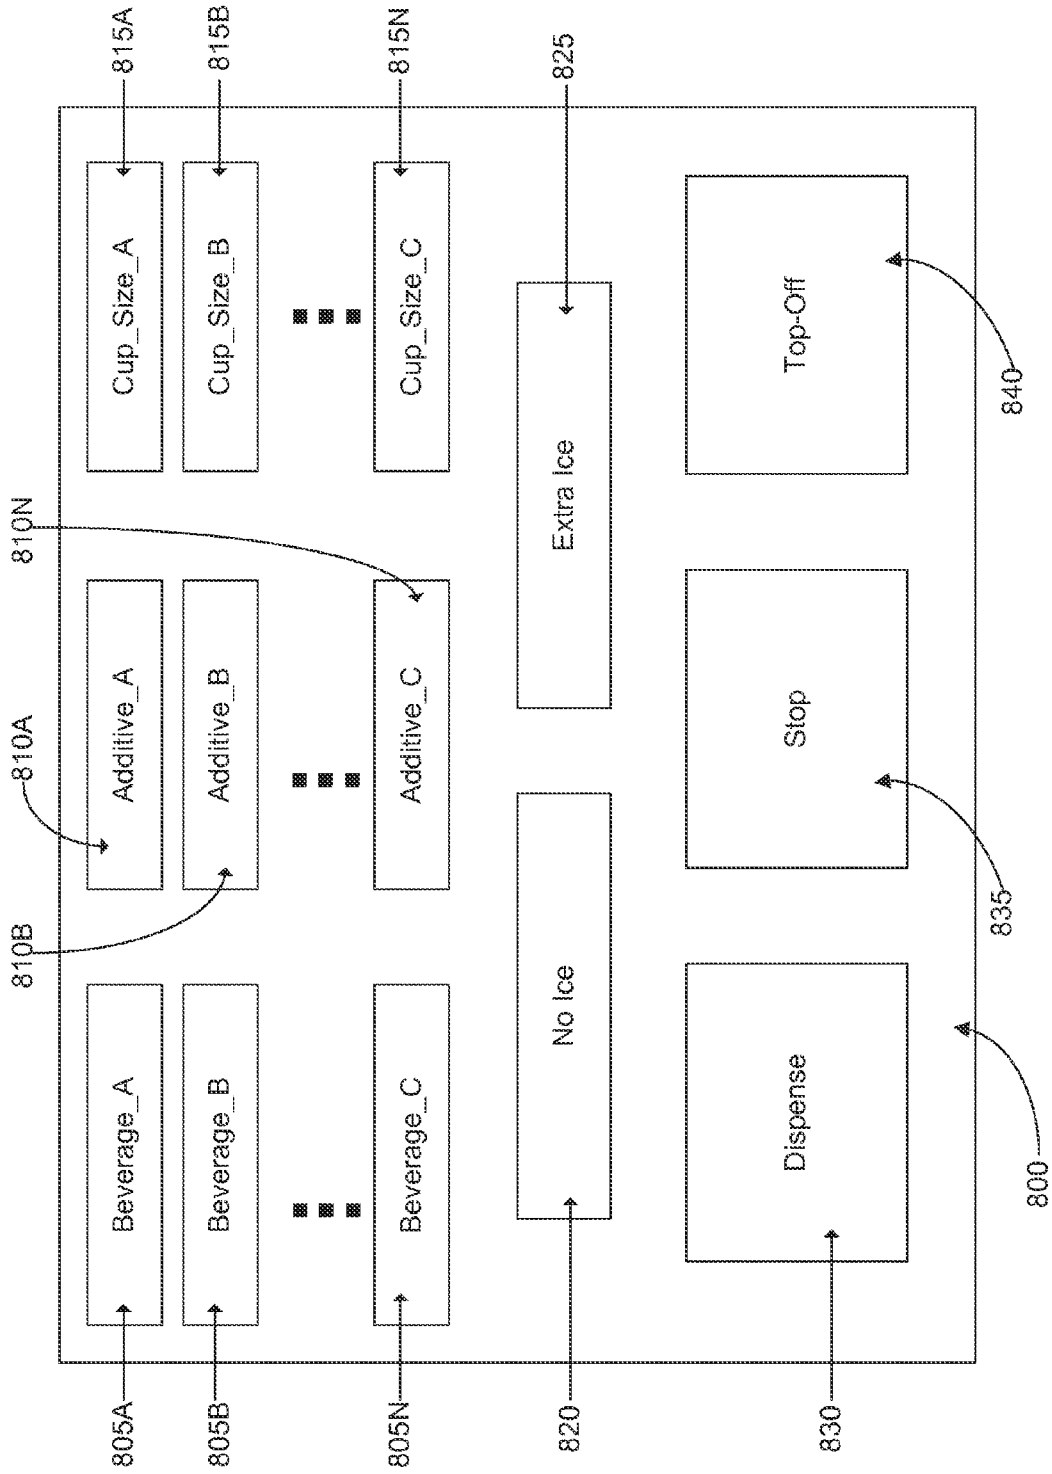 810B
810A
810N
805A
Beverage_A
Additive_A
Cup_Size_A
815A
805B
Beverage_B
Additive_B
Cup_Size_B
815B
805N
Beverage_C
Additive_C
Cup_Size_C
815N
820
No Ice
Extra Ice
825
830
Dispense
Stop
Top-Off
800
835
840